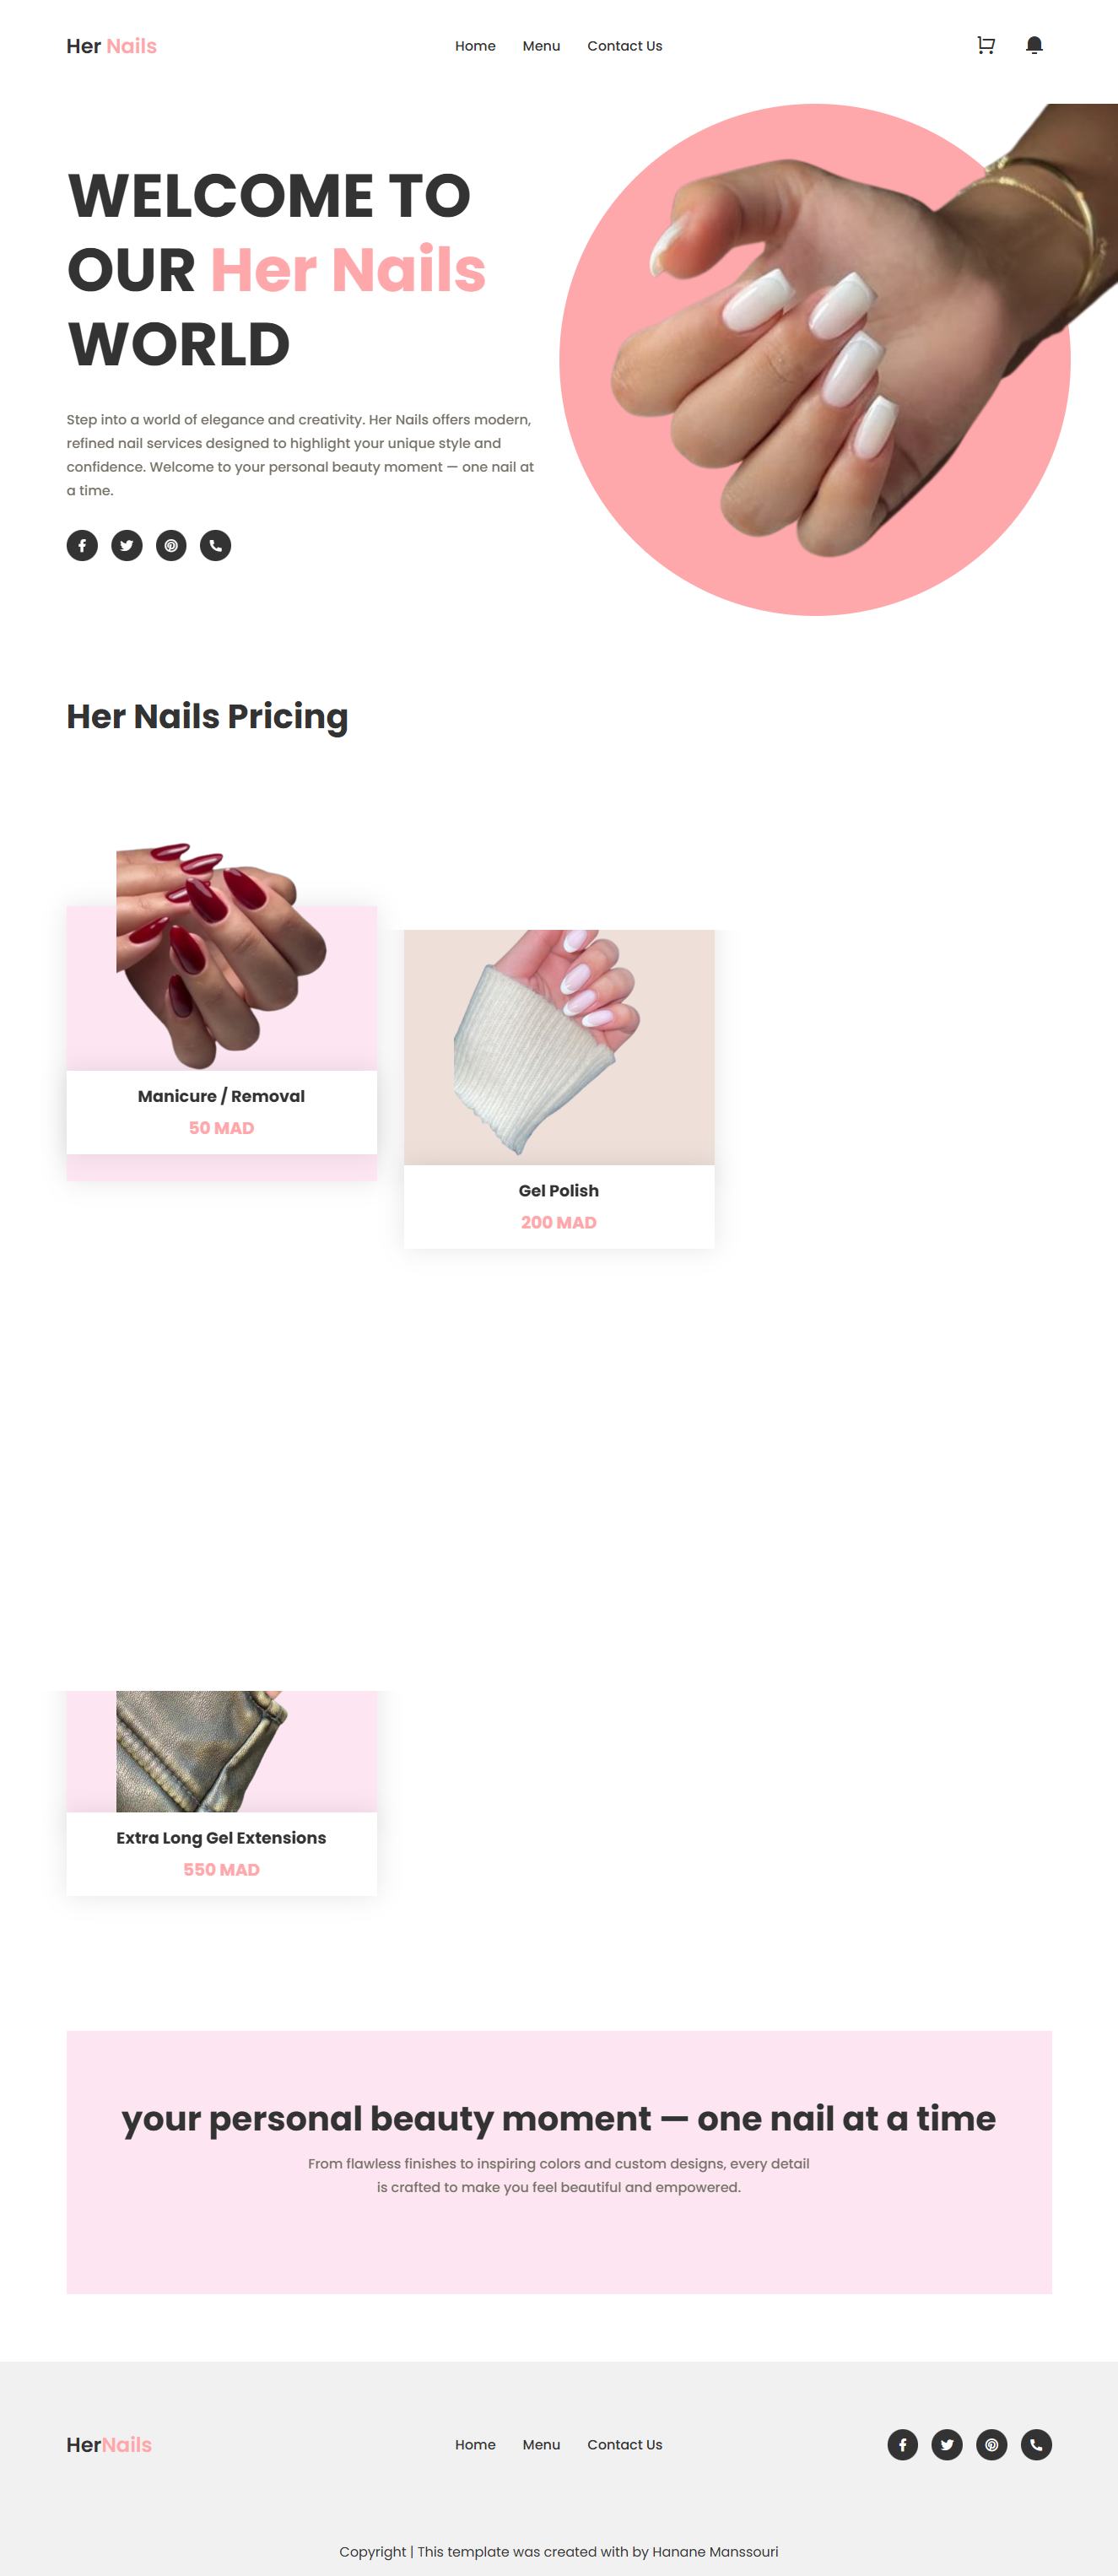 Her Nails
Home Menu Contact Us
WELCOME TO
OUR Her Nails
WORLD
Step into a world of elegance and creativity. Her Nails offers modern,
refined nail services designed to highlight your unique style and
confidence. Welcome to your personal beauty moment — one nail at
a time.
Her Nails Pricing
Manicure / Removal
50 MAD
Gel Polish
200 MAD
Extra Long Gel Extensions
550 MAD
your personal beauty moment — one nail at a time
From flawless finishes to inspiring colors and custom designs, every detail
is crafted to make you feel beautiful and empowered.
HerNails
Home Menu Contact Us
Copyright | This template was created with by Hanane Manssouri